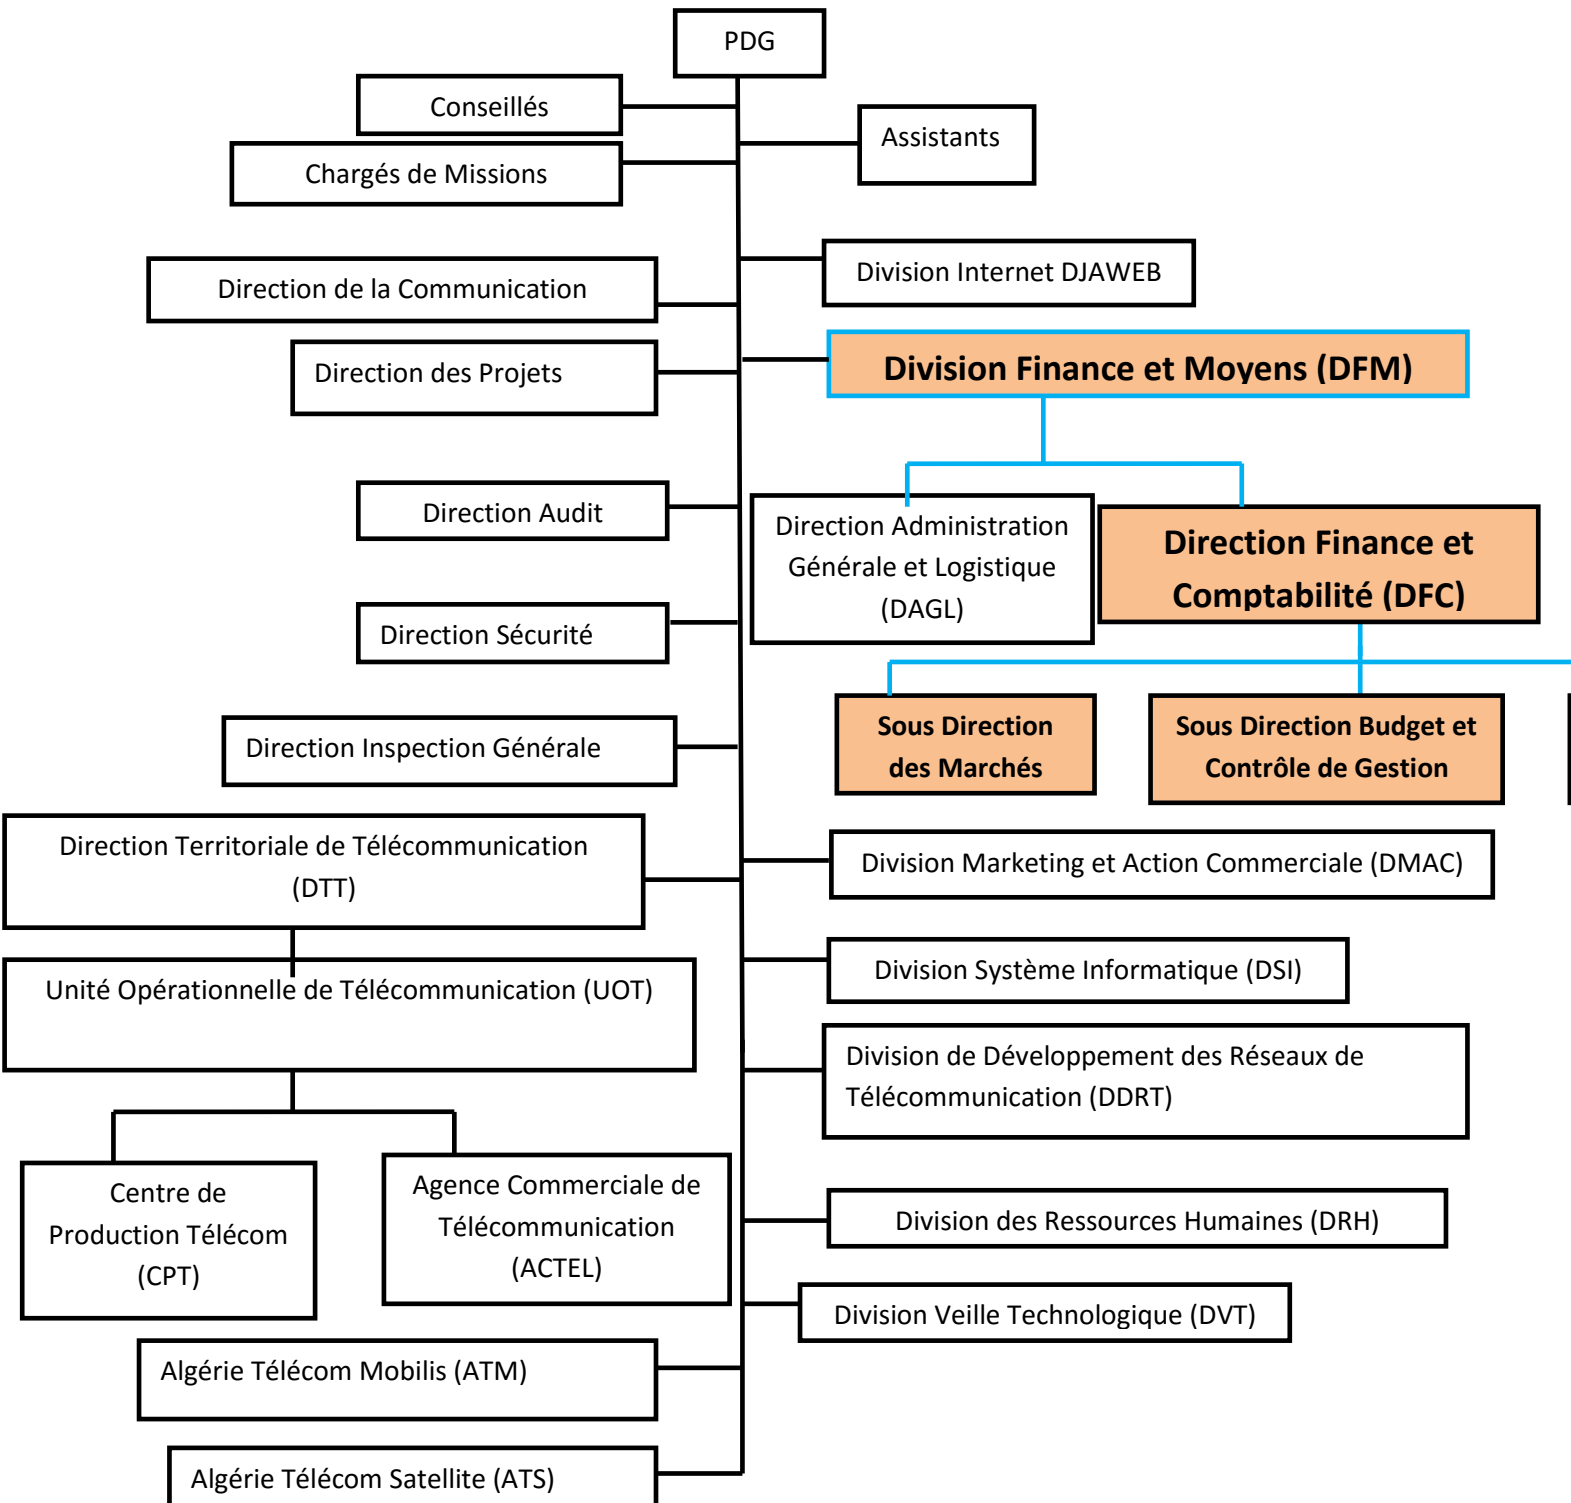 PDG
Conseillés
Assistants
Chargés de Missions
Division Internet DJAWEB
Direction de la Communication
Division Finance et Moyens (DFM)
Direction des Projets
Direction Audit
Direction Administration
Générale et Logistique
(DAGL)
Direction Finance et
Comptabilité (DFC)
Direction Sécurité
Sous Direction
des Marchés
Sous Direction Budget et
Contrôle de Gestion
Direction Inspection Générale
Direction Territoriale de Télécommunication
(DTT)
Division Marketing et Action Commerciale (DMAC)
Unité Opérationnelle de Télécommunication (UOT)
Division Système Informatique (DSI)
Division de Développement des Réseaux de
Télécommunication (DDRT)
Centre de
Production Télécom
(CPT)
Agence Commerciale de
Télécommunication
(ACTEL)
Division des Ressources Humaines (DRH)
Division Veille Technologique (DVT)
Algérie Télécom Mobilis (ATM)
Algérie Télécom Satellite (ATS)